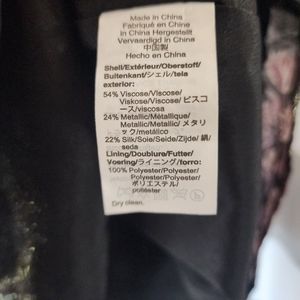 Made in China
Fabriqué en Chine
In China Hergestellt
Vervaardigd in China
中国製
Hecho en China
Shell/Extérieur/Oberstoff/
Buitenkant/シェル/tela
exterior:
54% Viscose/Viscose/
Viskose/Viscose/ ビスコ
ース/viscosa
24% Metallic/Métallique/
Metallic/Metallic/ メタリ
ック/metálico
22% Silk/Soie/Seide/Zijde/ 絹/
seda
Lining/Doublure/Futter/
Voering/ライニング/forro:
100% Polyester/Polyester/
Polyester/Polyester/
ポリエステル/
poliéster
Dry clean.